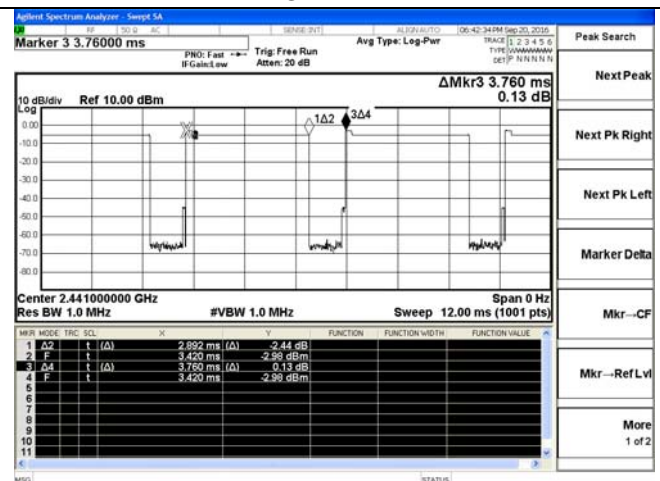 Agilent Spectrum Analyzer - Swept SA
RF 50 Ω AC SENSE:INT ALIGN AUTO 06:42:34 PM Sep 20, 2016
Marker 3 3.76000 ms
PNO: Fast Trig: Free Run
IFGain:Low Atten: 20 dB
Avg Type: Log-Pwr
TRACE 1 2 3 4 5 6
TYPE
DET P N N N N N
Peak Search
ΔMkr3 3.760 ms
0.13 dB
10 dB/div Ref 10.00 dBm
Log
1Δ2 3Δ4
0.00
-10.0
-20.0
-30.0
-40.0
-50.0
-60.0
-70.0
-80.0
Center 2.441000000 GHz Span 0 Hz
Res BW 1.0 MHz #VBW 1.0 MHz Sweep 12.00 ms (1001 pts)
MKR MODE TRC SCL X Y FUNCTION FUNCTION WIDTH FUNCTION VALUE
1 Δ2 t (Δ) 2.892 ms (Δ) -2.44 dB
2 F t 3.420 ms -2.98 dBm
3 Δ4 t (Δ) 3.760 ms (Δ) 0.13 dB
4 F t 3.420 ms -2.98 dBm
5
6
7
8
9
10
11
MSG STATUS
Next Peak
Next Pk Right
Next Pk Left
Marker Delta
Mkr→CF
Mkr→Ref Lvl
More
1 of 2